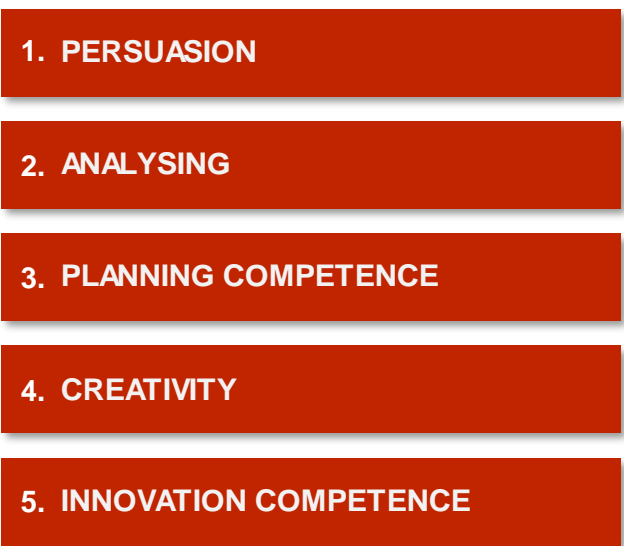 1. PERSUASION
2. ANALYSING
3. PLANNING COMPETENCE
4. CREATIVITY
5. INNOVATION COMPETENCE